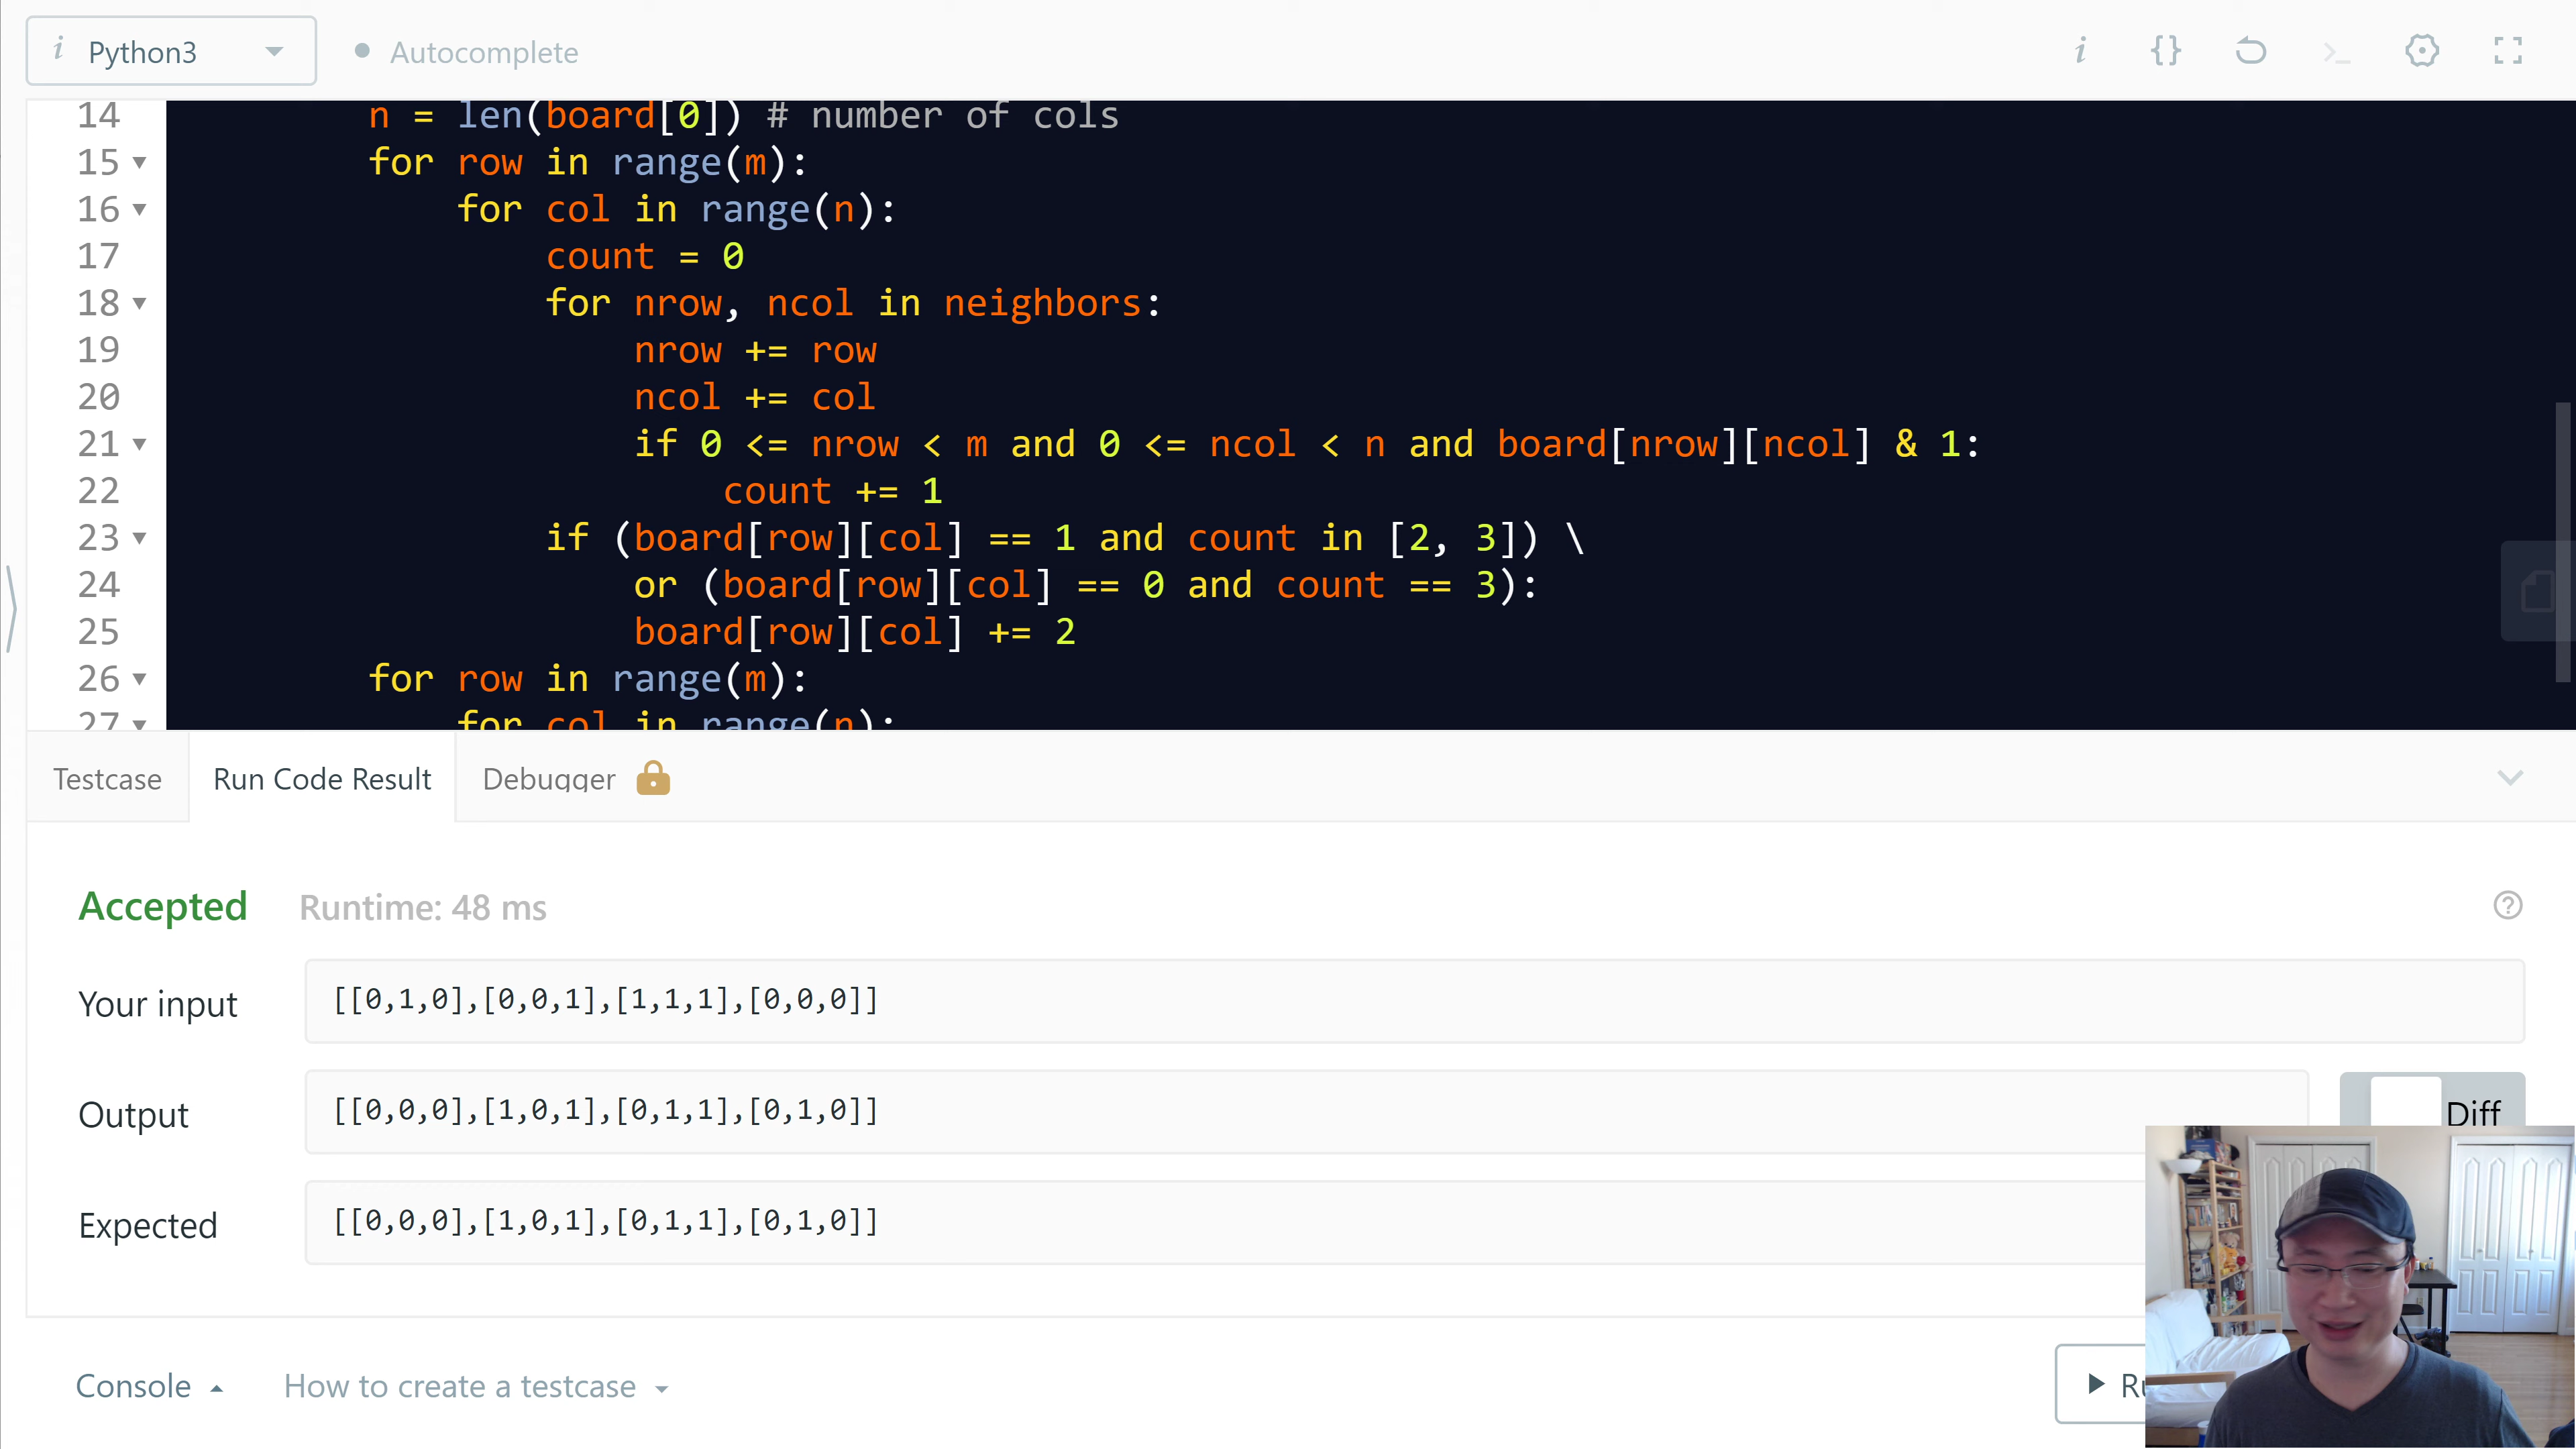 i Python3 Autocomplete i {} >_
14 n = len(board[0]) # number of cols
15 for row in range(m):
16 for col in range(n):
17 count = 0
18 for nrow, ncol in neighbors:
19 nrow += row
20 ncol += col
21 if 0 <= nrow < m and 0 <= ncol < n and board[nrow][ncol] & 1:
22 count += 1
23 if (board[row][col] == 1 and count in [2, 3]) \
24 or (board[row][col] == 0 and count == 3):
25 board[row][col] += 2
26 for row in range(m):
27 for col in range(n):
Testcase Run Code Result Debugger
Accepted Runtime: 48 ms ?
Your input [[0,1,0],[0,0,1],[1,1,1],[0,0,0]]
Output [[0,0,0],[1,0,1],[0,1,1],[0,1,0]] Diff
Expected [[0,0,0],[1,0,1],[0,1,1],[0,1,0]]
Console How to create a testcase